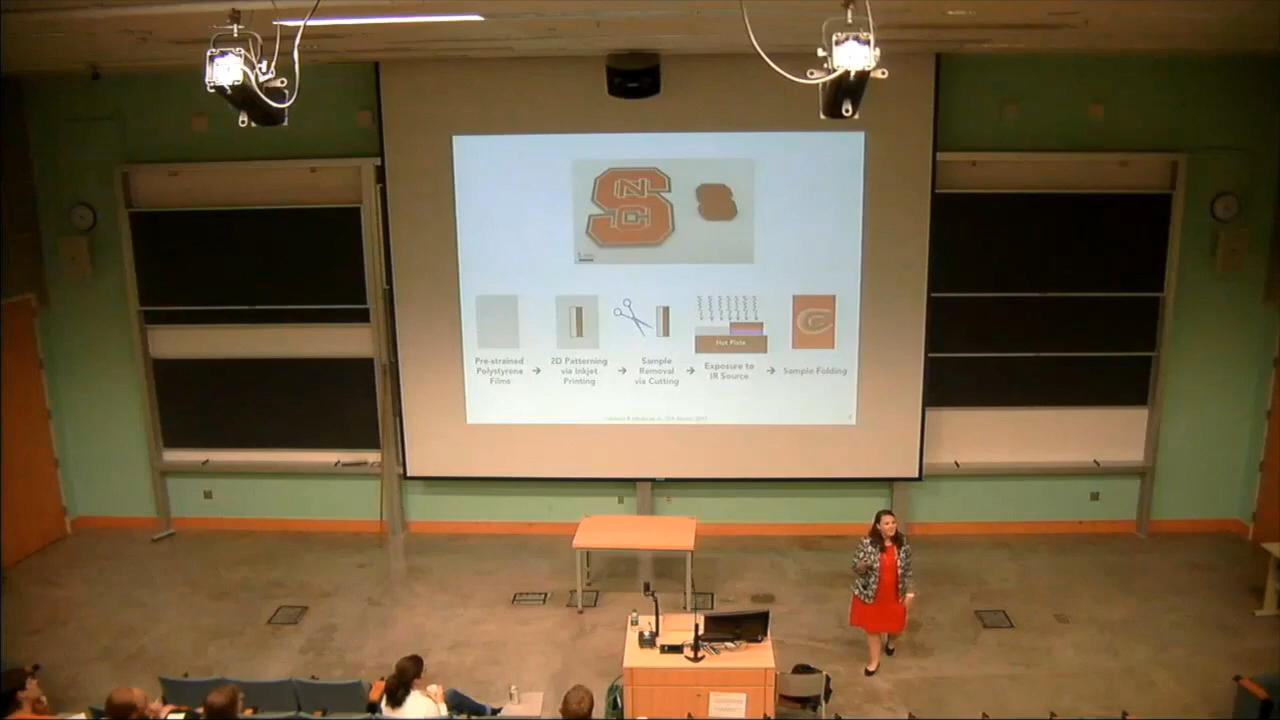 NC
Hot Plate
Pre-strained
Polystyrene
Films
2D Patterning
via Inkjet
Printing
Sample
Removal
via Cutting
Exposure to
IR Source
Sample Folding